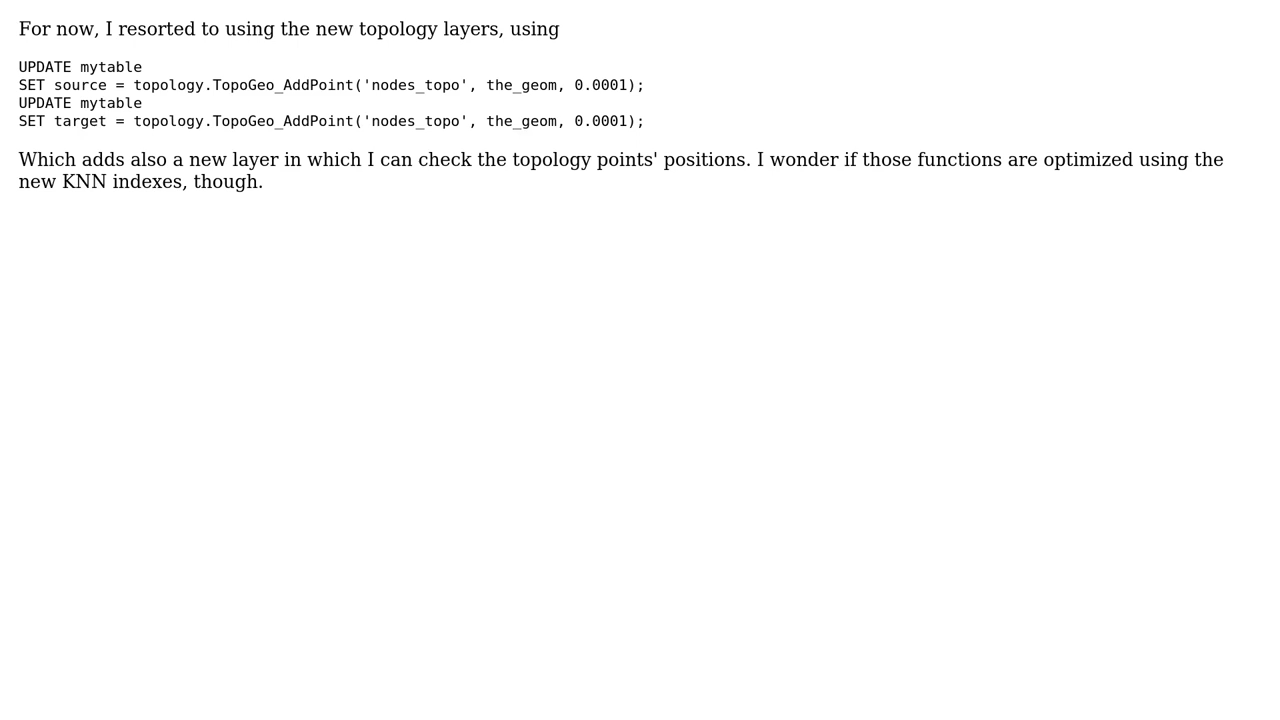 For now, I resorted to using the new topology layers, using
UPDATE mytable
SET source = topology.TopoGeo_AddPoint('nodes_topo', the_geom, 0.0001);
UPDATE mytable
SET target = topology.TopoGeo_AddPoint('nodes_topo', the_geom, 0.0001);
Which adds also a new layer in which I can check the topology points' positions. I wonder if those functions are optimized using the
new KNN indexes, though.